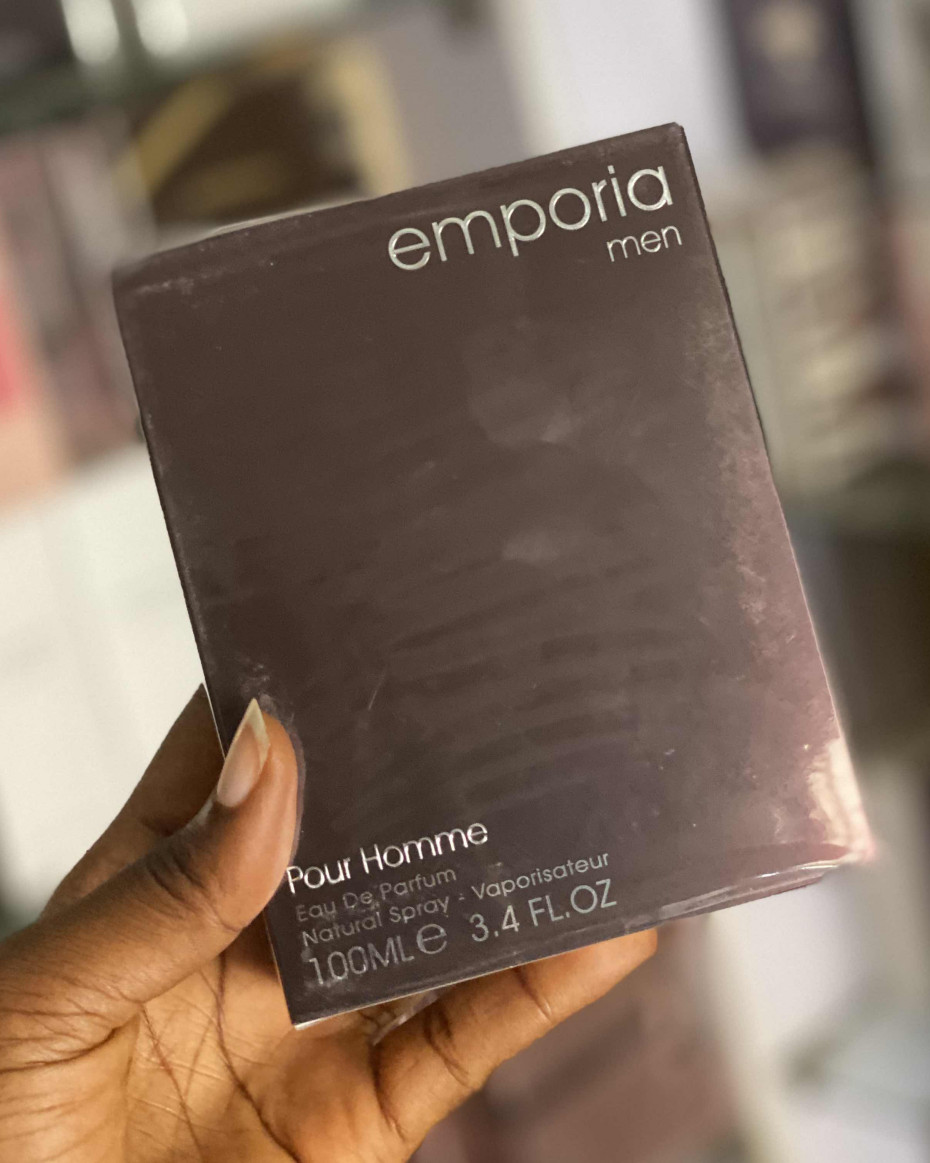 emporia
men
Pour Homme
Eau De Parfum
Natural Spray - Vaporisateur
100ML℮ 3.4 FL.OZ